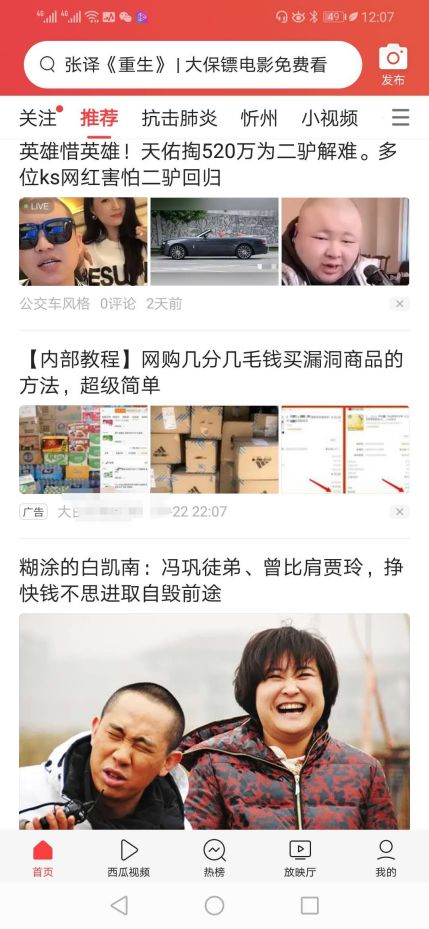 4G 4G 49 12:07
张译《重生》 | 大保镖电影免费看
发布
关注 推荐 抗击肺炎 忻州 小视频
英雄惜英雄！天佑掏520万为二驴解难。多
位ks网红害怕二驴回归
LIVE
公交车风格 0评论 2天前
【内部教程】网购几分几毛钱买漏洞商品的
方法，超级简单
广告 22 22:07
糊涂的白凯南：冯巩徒弟、曾比肩贾玲，挣
快钱不思进取自毁前途
首页 西瓜视频 热榜 放映厅 我的